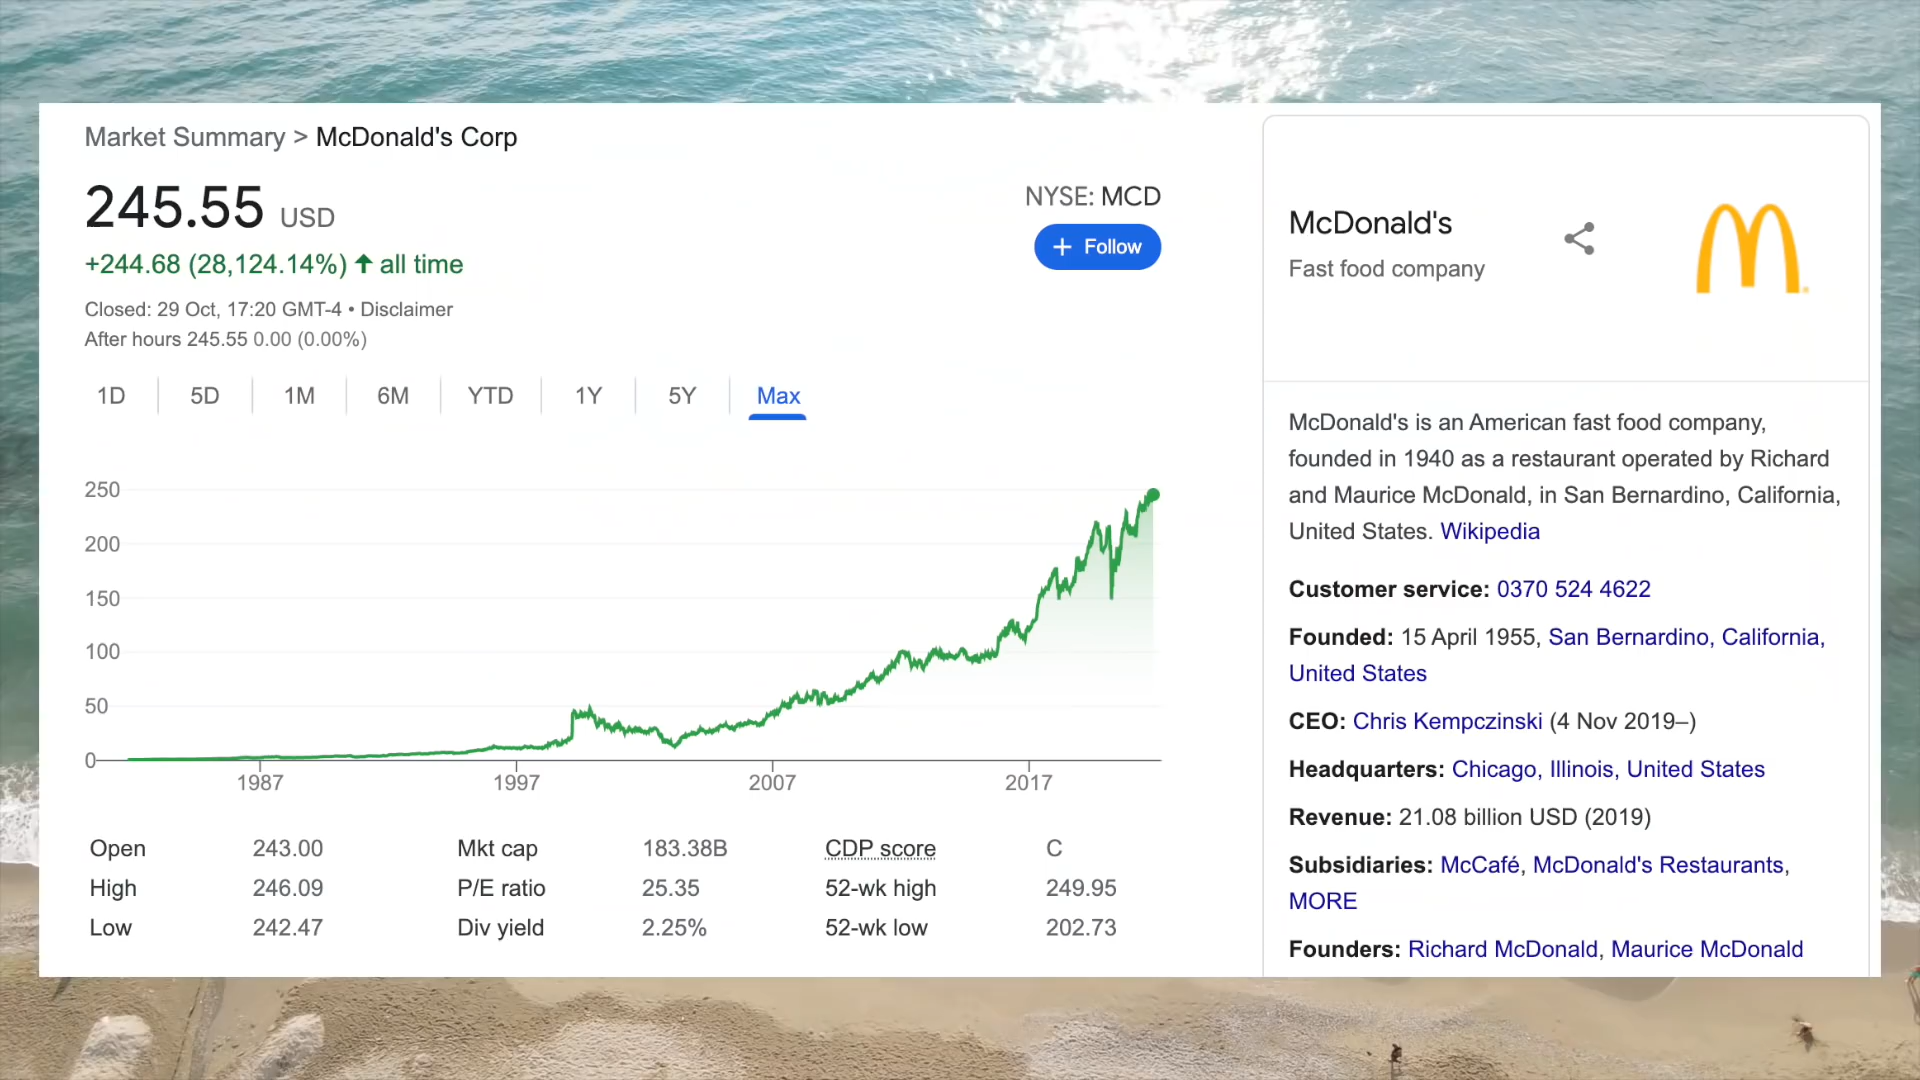 Market Summary > McDonald's Corp
245.55 USD
+244.68 (28,124.14%) ↑ all time
Closed: 29 Oct, 17:20 GMT-4 • Disclaimer
After hours 245.55 0.00 (0.00%)
NYSE: MCD
+ Follow
1D 5D 1M 6M YTD 1Y 5Y Max
250
200
150
100
50
0
1987 1997 2007 2017
Open 243.00 Mkt cap 183.38B CDP score C
High 246.09 P/E ratio 25.35 52-wk high 249.95
Low 242.47 Div yield 2.25% 52-wk low 202.73
McDonald's
Fast food company
McDonald's is an American fast food company,
founded in 1940 as a restaurant operated by Richard
and Maurice McDonald, in San Bernardino, California,
United States. Wikipedia
Customer service: 0370 524 4622
Founded: 15 April 1955, San Bernardino, California,
United States
CEO: Chris Kempczinski (4 Nov 2019–)
Headquarters: Chicago, Illinois, United States
Revenue: 21.08 billion USD (2019)
Subsidiaries: McCafé, McDonald's Restaurants,
MORE
Founders: Richard McDonald, Maurice McDonald